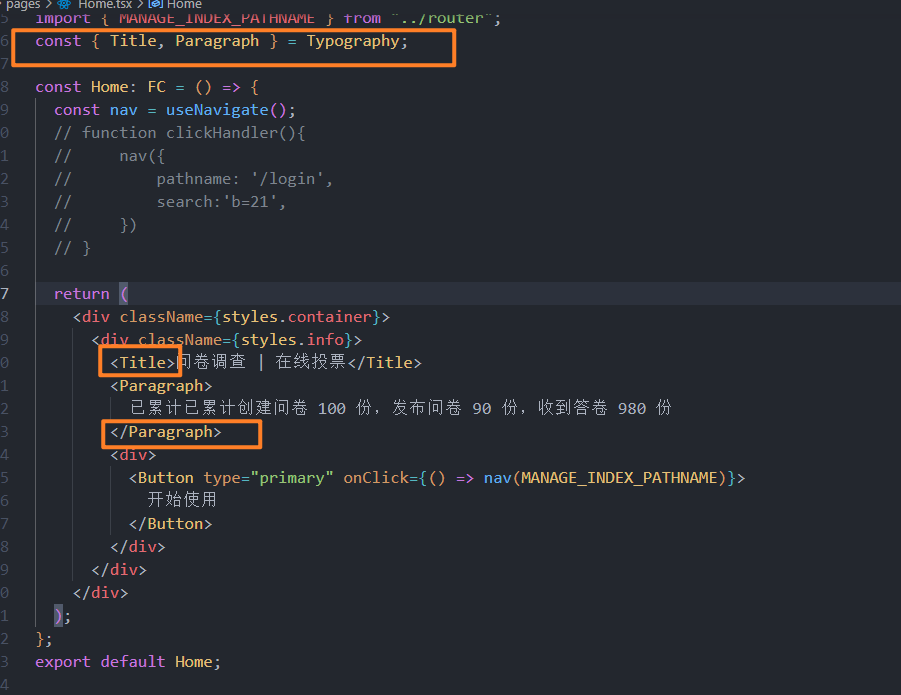 pages > Home.tsx > Home
5 import { MANAGE_INDEX_PATHNAME } from "../router";
6 const { Title, Paragraph } = Typography;
7
8 const Home: FC = () => {
9 const nav = useNavigate();
0 // function clickHandler(){
1 //     nav({
2 //         pathname: '/login',
3 //         search:'b=21',
4 //     })
5 // }
6
7 return (
8 <div className={styles.container}>
9 <div className={styles.info}>
0 <Title>问卷调查 | 在线投票</Title>
1 <Paragraph>
2 已累计已累计创建问卷 100 份，发布问卷 90 份，收到答卷 980 份
3 </Paragraph>
4 <div>
5 <Button type="primary" onClick={() => nav(MANAGE_INDEX_PATHNAME)}>
6 开始使用
7 </Button>
8 </div>
9 </div>
0 </div>
1 );
2 };
3 export default Home;
4